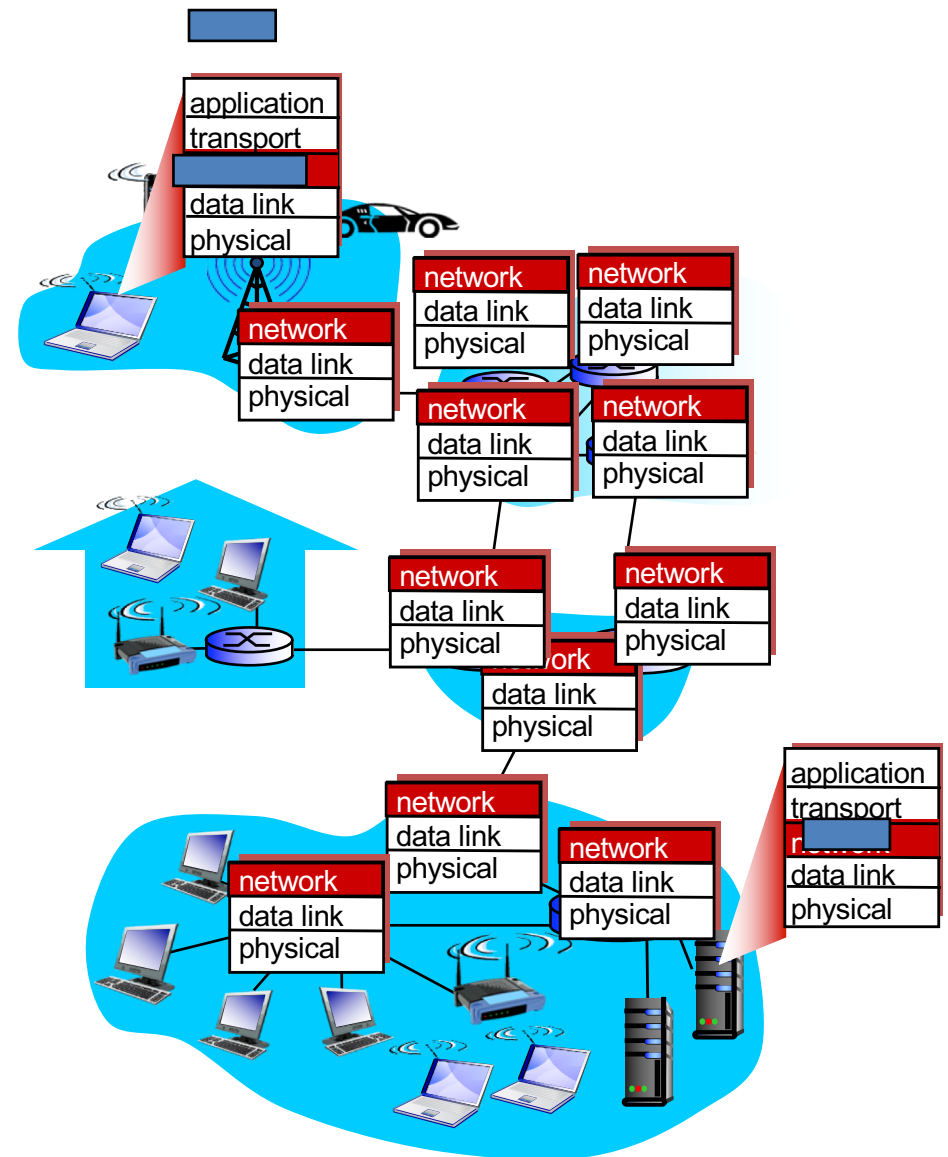 application
transport
data link
physical
network
data link
physical
network
data link
physical
network
data link
physical
network
data link
physical
network
data link
physical
network
data link
physical
network
data link
physical
network
data link
physical
network
data link
physical
network
data link
physical
network
data link
physical
application
transport
data link
physical